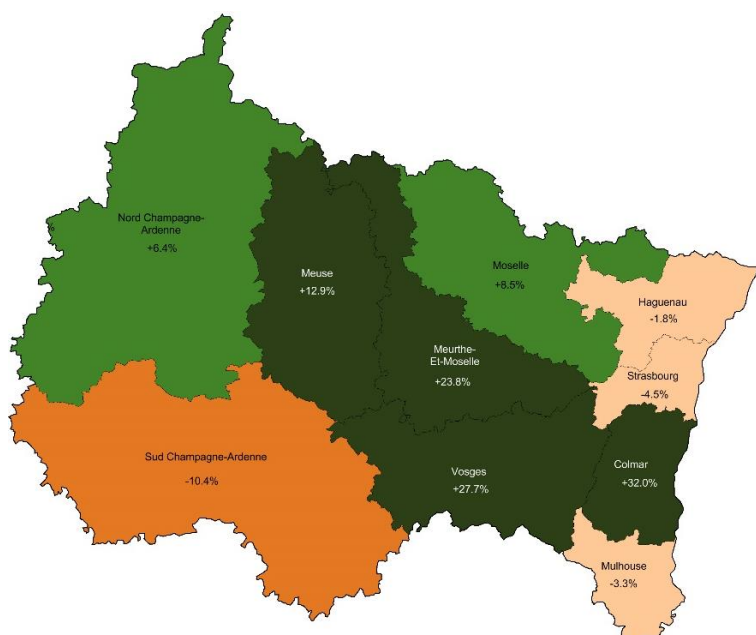 Nord Champagne-
Ardenne
+6.4%
Meuse
+12.9%
Moselle
+8.5%
Haguenau
-1.8%
Meurthe-
Et-Moselle
+23.8%
Strasbourg
-4.5%
Sud Champagne-Ardenne
-10.4%
Vosges
+27.7%
Colmar
+32.0%
Mulhouse
-3.3%